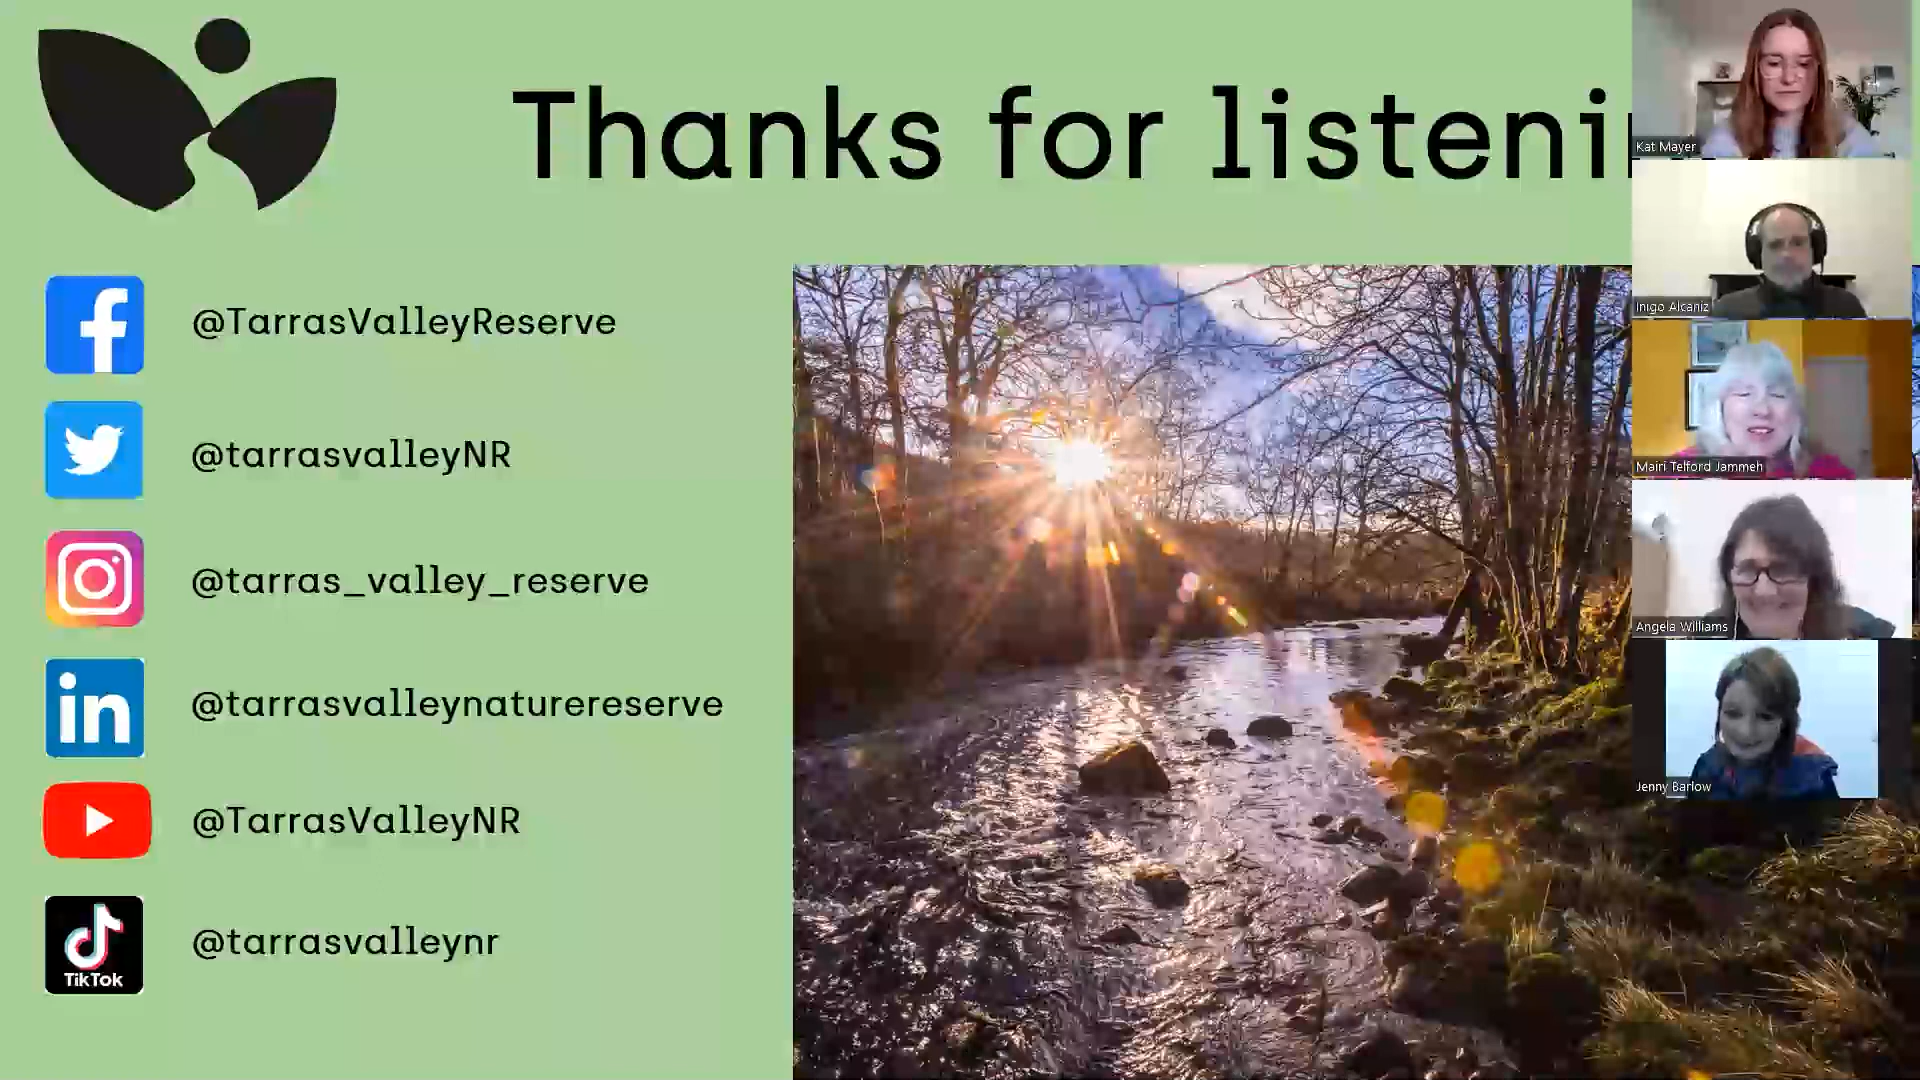 Thanks for listeni
@TarrasValleyReserve
@tarrasvalleyNR
@tarras_valley_reserve
in
@tarrasvalleynaturereserve
@TarrasValleyNR
TikTok
@tarrasvalleynr
Kat Mayer
Inigo Alcaniz
Mairi Telford Jammeh
Angela Williams
Jenny Barlow